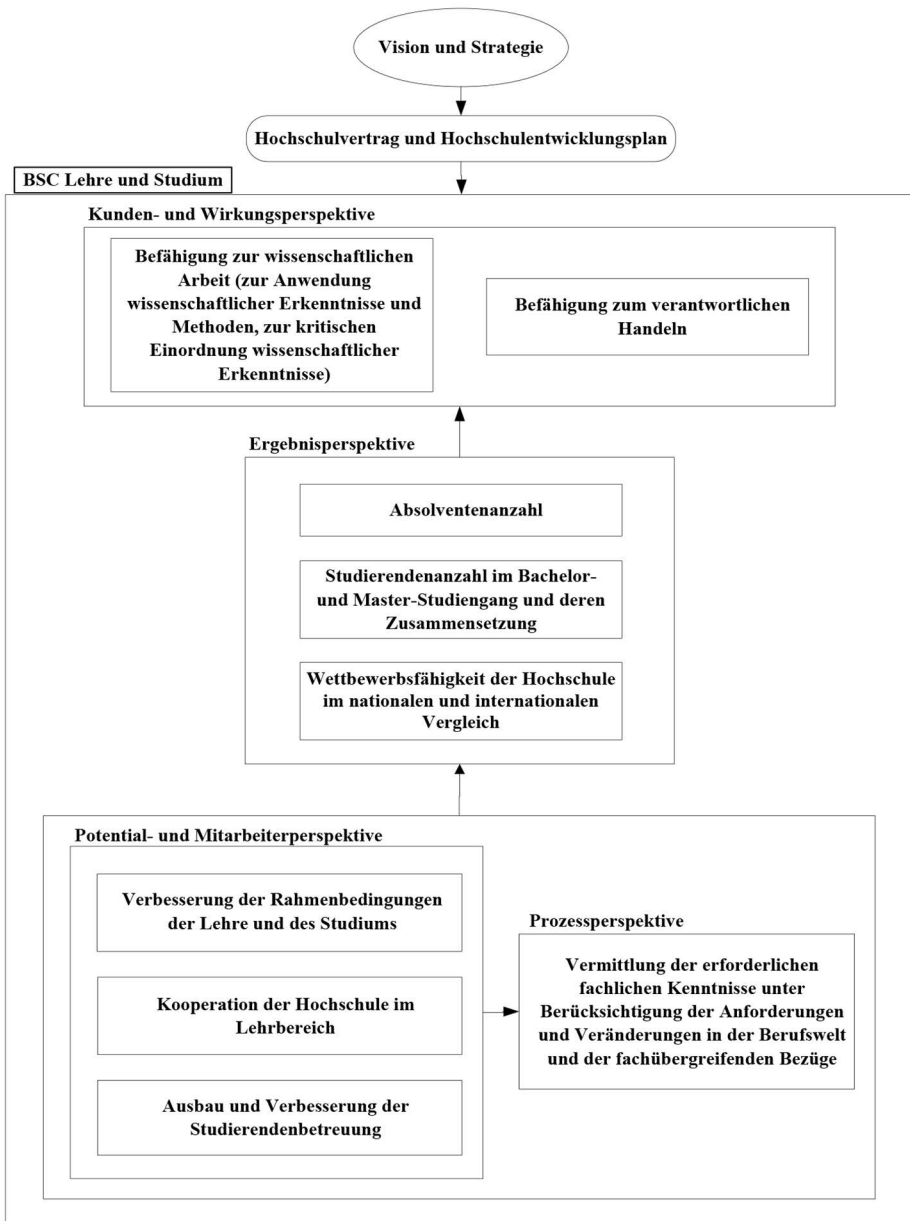 Vision und Strategie
Hochschulvertrag und Hochschulentwicklungsplan
BSC Lehre und Studium
Kunden- und Wirkungsperspektive
Befähigung zur wissenschaftlichen
Arbeit (zur Anwendung
wissenschaftlicher Erkenntnisse und
Methoden, zur kritischen
Einordnung wissenschaftlicher
Erkenntnisse)
Befähigung zum verantwortlichen
Handeln
Ergebnisperspektive
Absolventenanzahl
Studierendenanzahl im Bachelor-
und Master-Studiengang und deren
Zusammensetzung
Wettbewerbsfähigkeit der Hochschule
im nationalen und internationalen
Vergleich
Potential- und Mitarbeiterperspektive
Verbesserung der Rahmenbedingungen
der Lehre und des Studiums
Kooperation der Hochschule im
Lehrbereich
Ausbau und Verbesserung der
Studierendenbetreuung
Prozessperspektive
Vermittlung der erforderlichen
fachlichen Kenntnisse unter
Berücksichtigung der Anforderungen
und Veränderungen in der Berufswelt
und der fachübergreifenden Bezüge